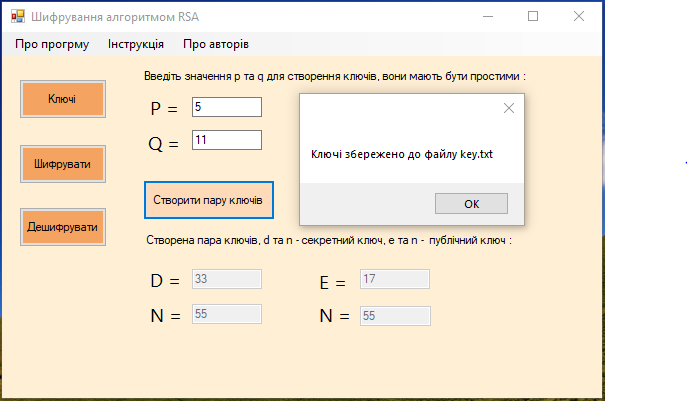 Шифрування алгоритмом RSA
Про прогрму Інструкція Про авторів
Введіть значення p та q для створення ключів, вони мають бути простими :
Ключі
P = 5
Q = 11
Ключі збережено до файлу key.txt
OK
Шифрувати
Створити пару ключів
Дешифрувати
Створена пара ключів, d та n - секретний ключ, e та n - публічний ключ :
D = 33 E = 17
N = 55 N = 55